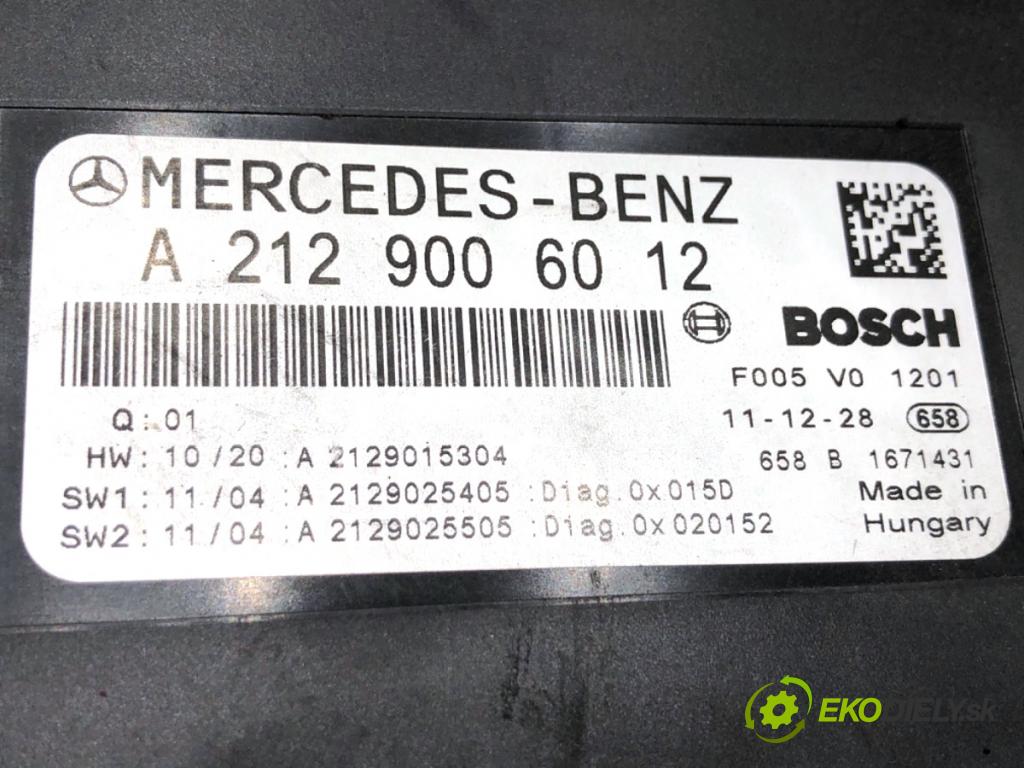 MERCEDES-BENZ
A 212 900 60 12
BOSCH
F005 V0 1201
Q: 01
11-12-28 658
HW: 10/20 :A 2129015304
658 B 1671431
SW1: 11/04 :A 2129025405 :Diag.0x015D
Made in
SW2: 11/04 :A 2129025505 :Diag.0x020152
Hungary
EKODIELY.sk